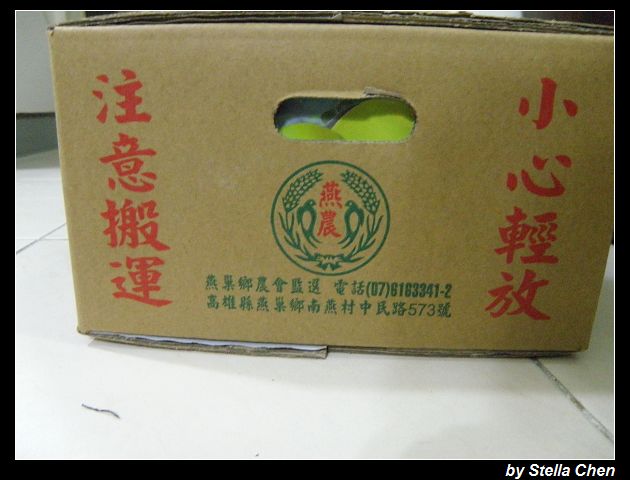 注意搬運
小心輕放
燕農
燕巢鄉農會監選 電話(07)6163341-2
高雄縣燕巢鄉南燕村中民路573號
by Stella Chen